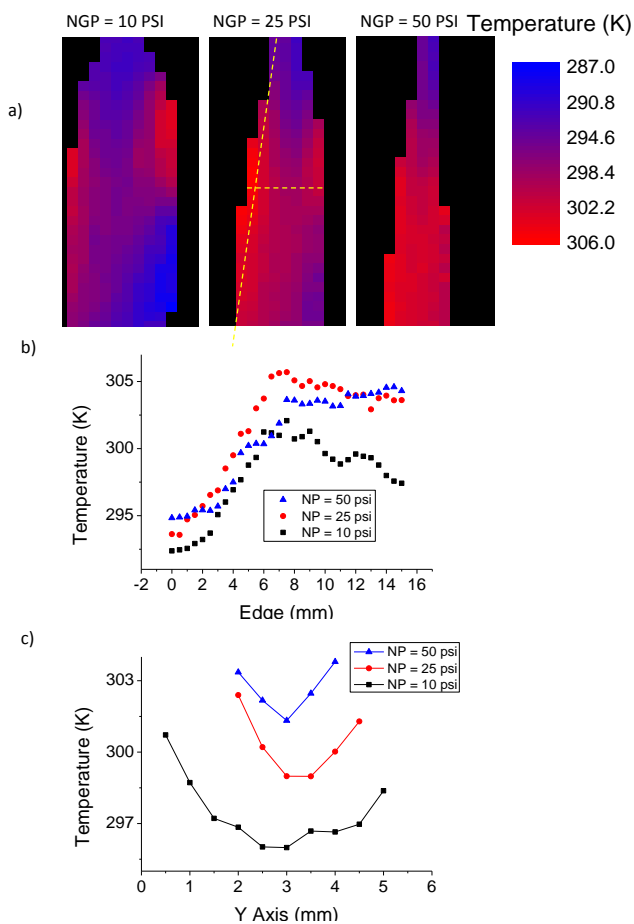 NGP = 10 PSI NGP = 25 PSI NGP = 50 PSI Temperature (K)
a)
287.0
290.8
294.6
298.4
302.2
306.0
b)
305
300
295
Temperature (K)
NP = 50 psi
NP = 25 psi
NP = 10 psi
-2 0 2 4 6 8 10 12 14 16
Edge (mm)
c)
NP = 50 psi
NP = 25 psi
NP = 10 psi
303
300
297
Temperature (K)
0 1 2 3 4 5 6
Y Axis (mm)